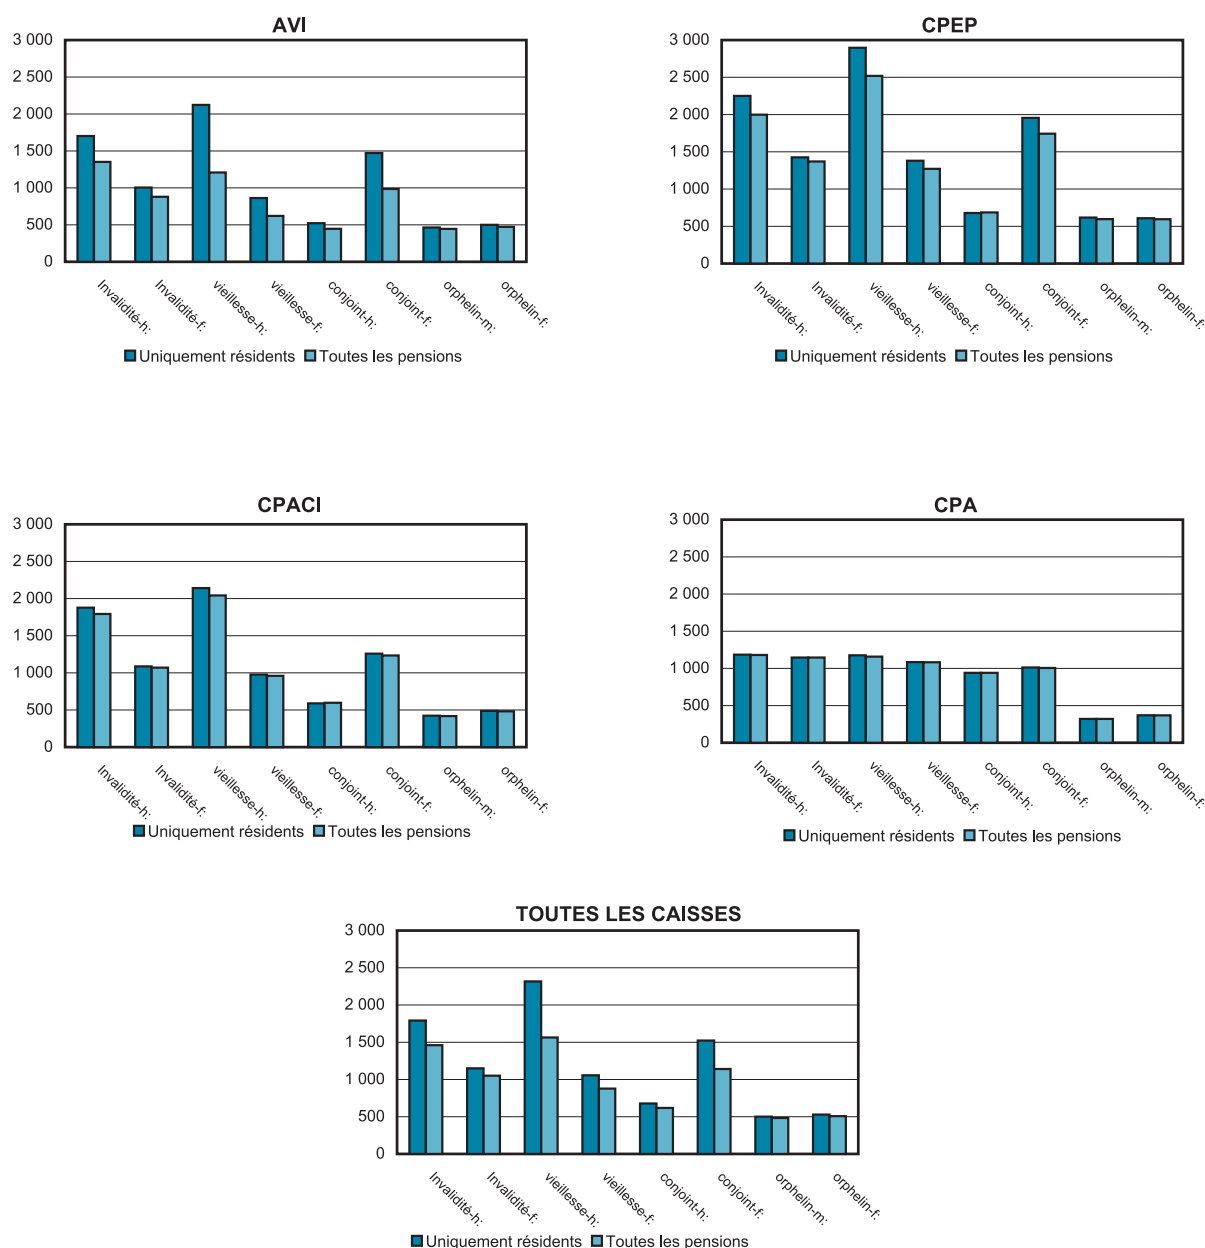 AVI
3 000
2 500
2 000
1 500
1 000
500
0
Invalidité-h:
Invalidité-f:
vieillesse-h:
vieillesse-f:
conjoint-h:
conjoint-f:
orphelin-m:
orphelin-f:
Uniquement résidents Toutes les pensions
CPEP
3 000
2 500
2 000
1 500
1 000
500
0
Invalidité-h:
Invalidité-f:
vieillesse-h:
vieillesse-f:
conjoint-h:
conjoint-f:
orphelin-m:
orphelin-f:
Uniquement résidents Toutes les pensions
CPACI
3 000
2 500
2 000
1 500
1 000
500
0
Invalidité-h:
Invalidité-f:
vieillesse-h:
vieillesse-f:
conjoint-h:
conjoint-f:
orphelin-m:
orphelin-f:
Uniquement résidents Toutes les pensions
CPA
3 000
2 500
2 000
1 500
1 000
500
0
Invalidité-h:
Invalidité-f:
vieillesse-h:
vieillesse-f:
conjoint-h:
conjoint-f:
orphelin-m:
orphelin-f:
Uniquement résidents Toutes les pensions
TOUTES LES CAISSES
3 000
2 500
2 000
1 500
1 000
500
0
Invalidité-h:
Invalidité-f:
vieillesse-h:
vieillesse-f:
conjoint-h:
conjoint-f:
orphelin-m:
orphelin-f:
Uniquement résidents Toutes les pensions